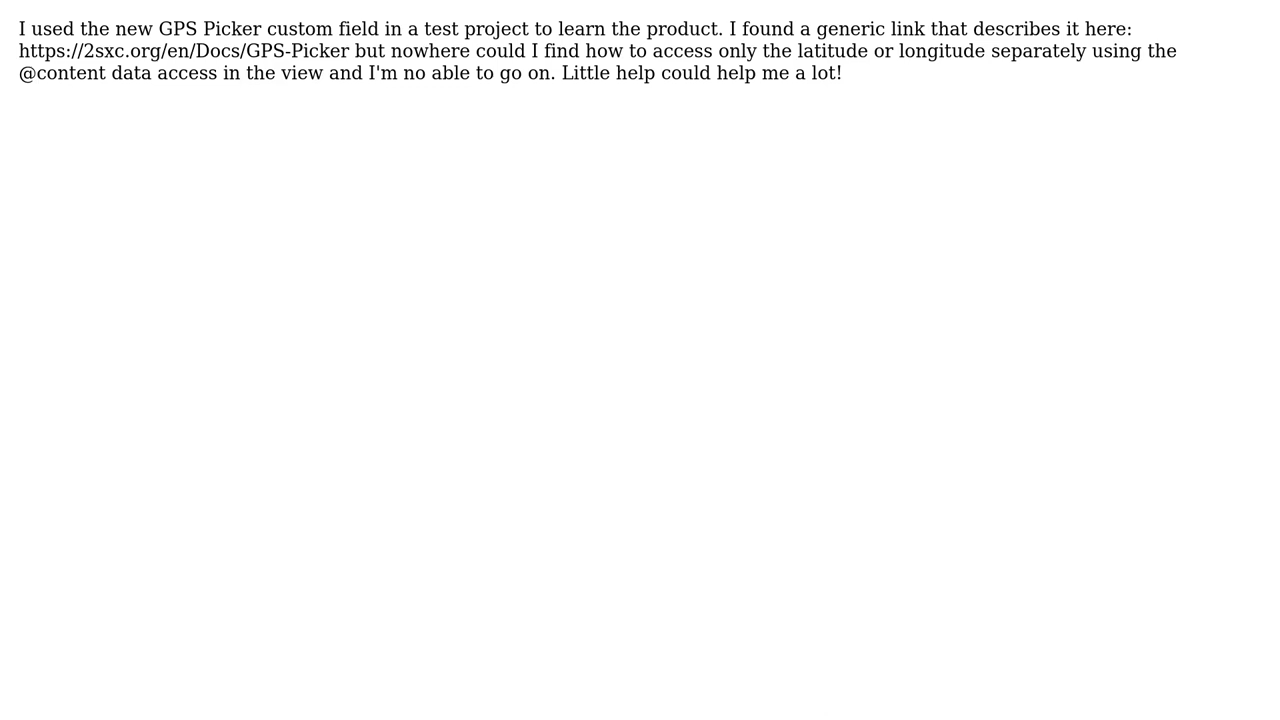 I used the new GPS Picker custom field in a test project to learn the product. I found a generic link that describes it here:
https://2sxc.org/en/Docs/GPS-Picker but nowhere could I find how to access only the latitude or longitude separately using the
@content data access in the view and I'm no able to go on. Little help could help me a lot!